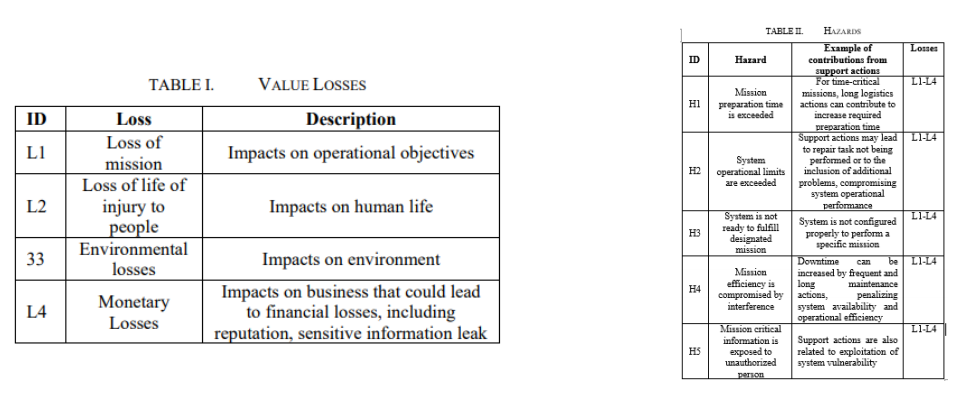 TABLE I. VALUE LOSSES
ID Loss Description
L1 Loss of mission Impacts on operational objectives
L2 Loss of life of injury to people Impacts on human life
33 Environmental losses Impacts on environment
L4 Monetary Losses Impacts on business that could lead to financial losses, including reputation, sensitive information leak
TABLE II. HAZARDS
ID Hazard Example of contributions from support actions Losses
H1 Mission preparation time is exceeded For time-critical missions, long logistics actions can contribute to increase required preparation time L1-L4
H2 System operational limits are exceeded Support actions may lead to repair task not being performed or to the inclusion of additional problems, compromising system operational performance L1-L4
H3 System is not ready to fulfill designated mission System is not configured properly to perform a specific mission L1-L4
H4 Mission efficiency is compromised by interference Downtime can be increased by frequent and long maintenance actions, penalizing system availability and operational efficiency L1-L4
H5 Mission critical information is exposed to unauthorized person Support actions are also related to exploitation of system vulnerability L1-L4